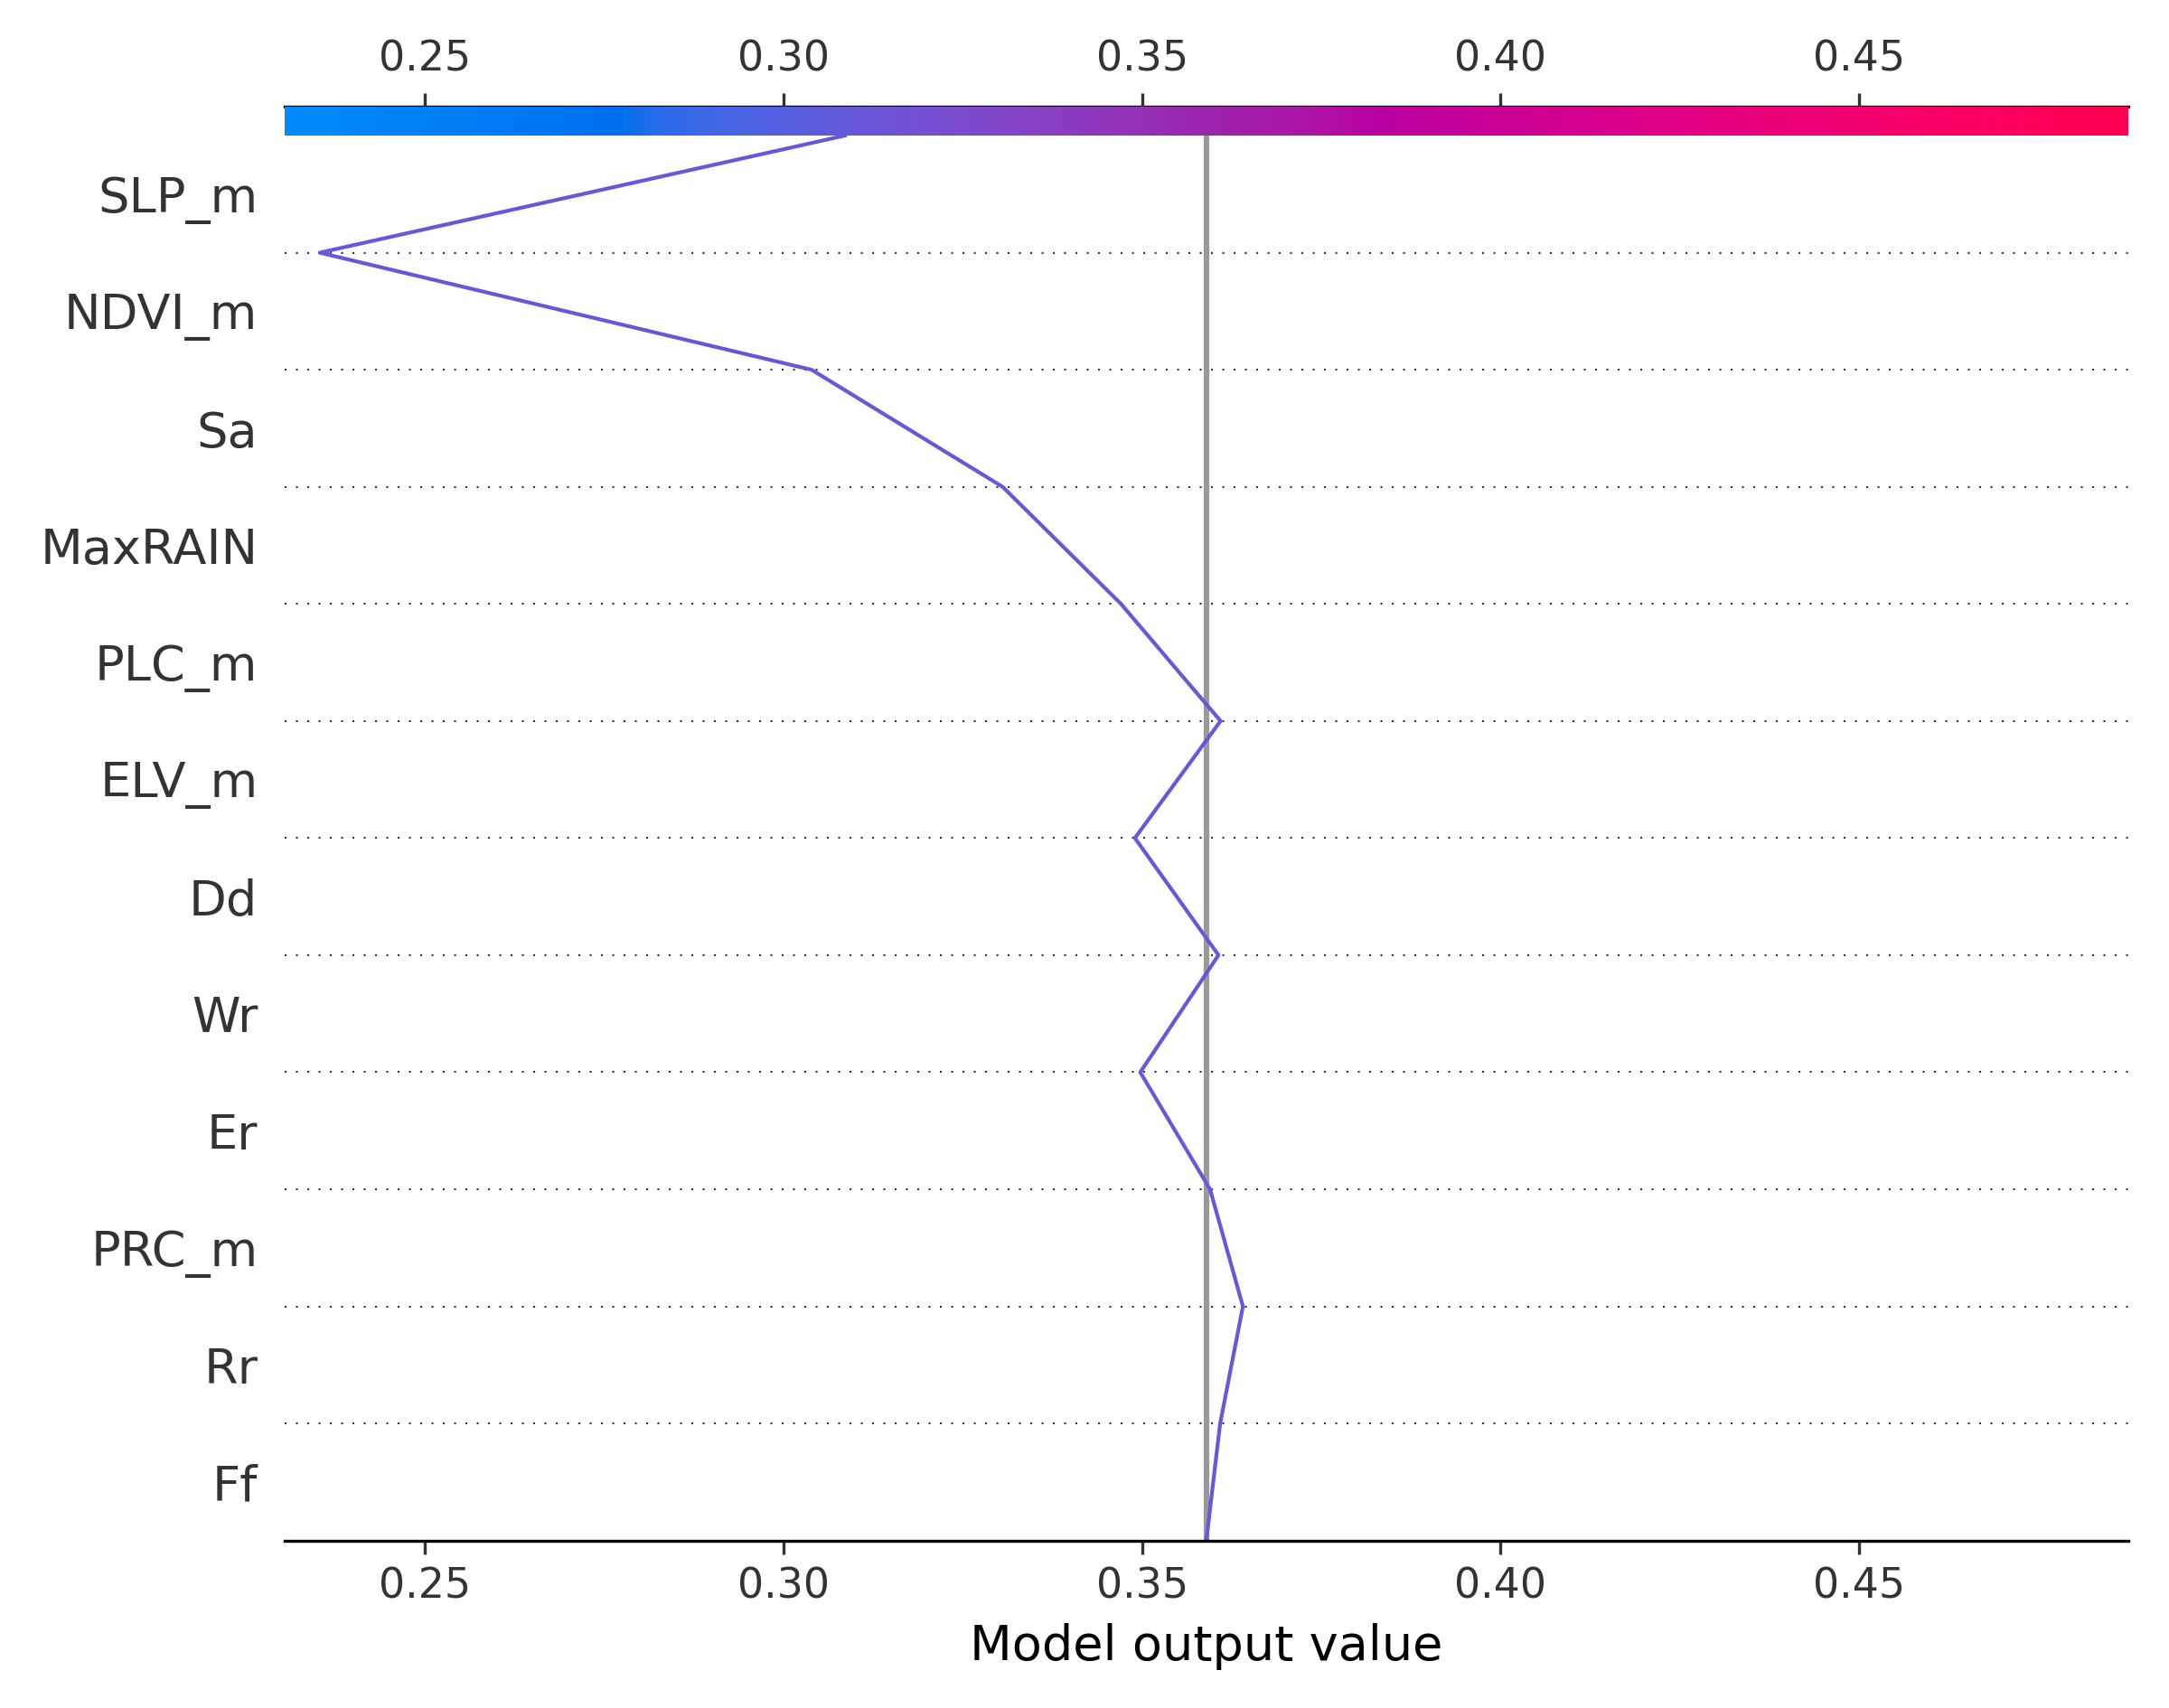 0.25 0.30 0.35 0.40 0.45
SLP_m
NDVI_m
Sa
MaxRAIN
PLC_m
ELV_m
Dd
Wr
Er
PRC_m
Rr
Ff
0.25 0.30 0.35 0.40 0.45
Model output value